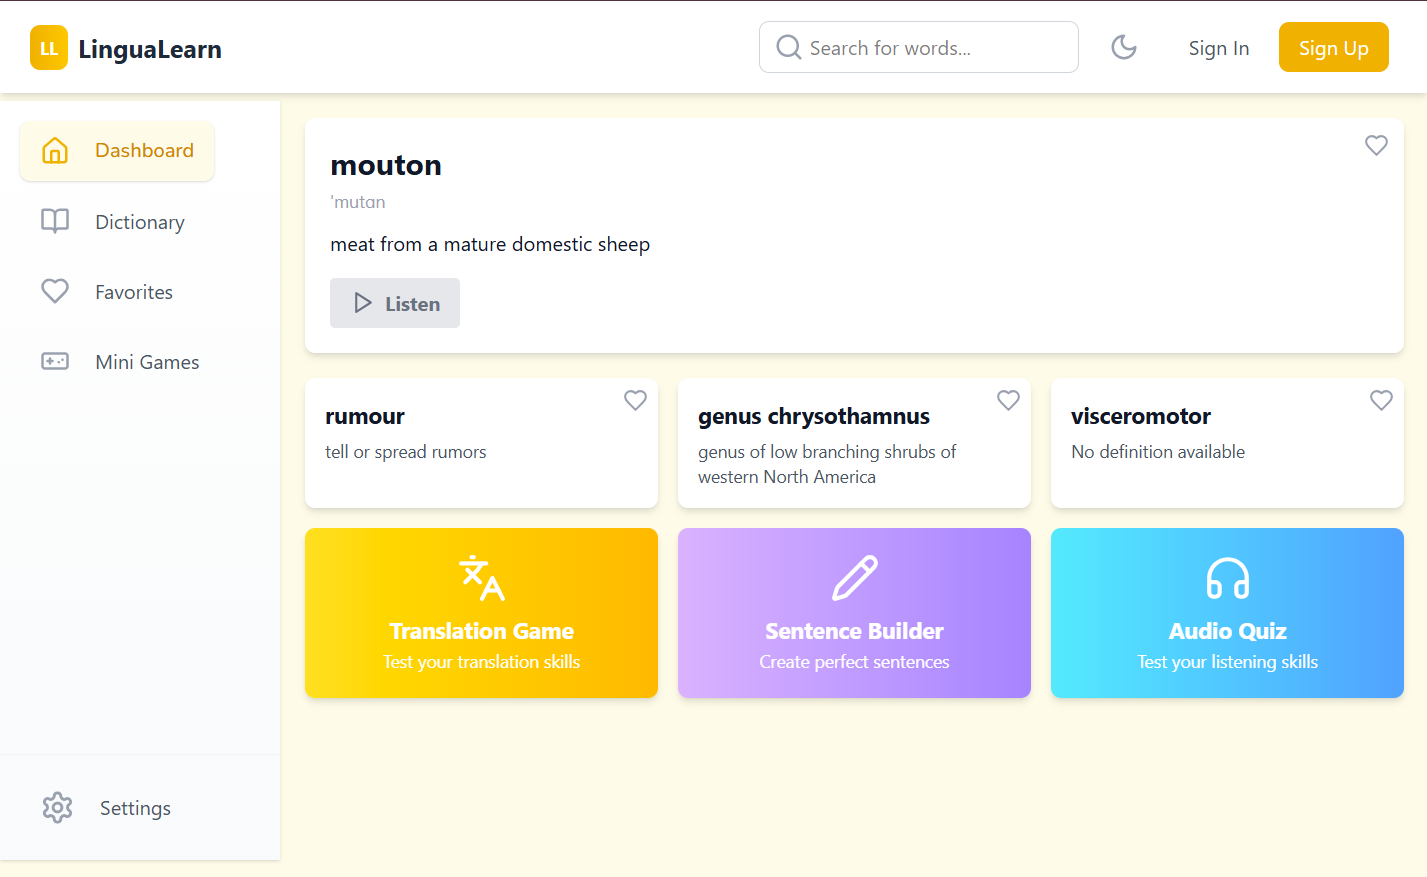 LL LinguaLearn
Search for words...
Sign In
Sign Up
Dashboard
Dictionary
Favorites
Mini Games
Settings
mouton
'mutan
meat from a mature domestic sheep
Listen
rumour
tell or spread rumors
genus chrysothamnus
genus of low branching shrubs of
western North America
visceromotor
No definition available
Translation Game
Test your translation skills
Sentence Builder
Create perfect sentences
Audio Quiz
Test your listening skills